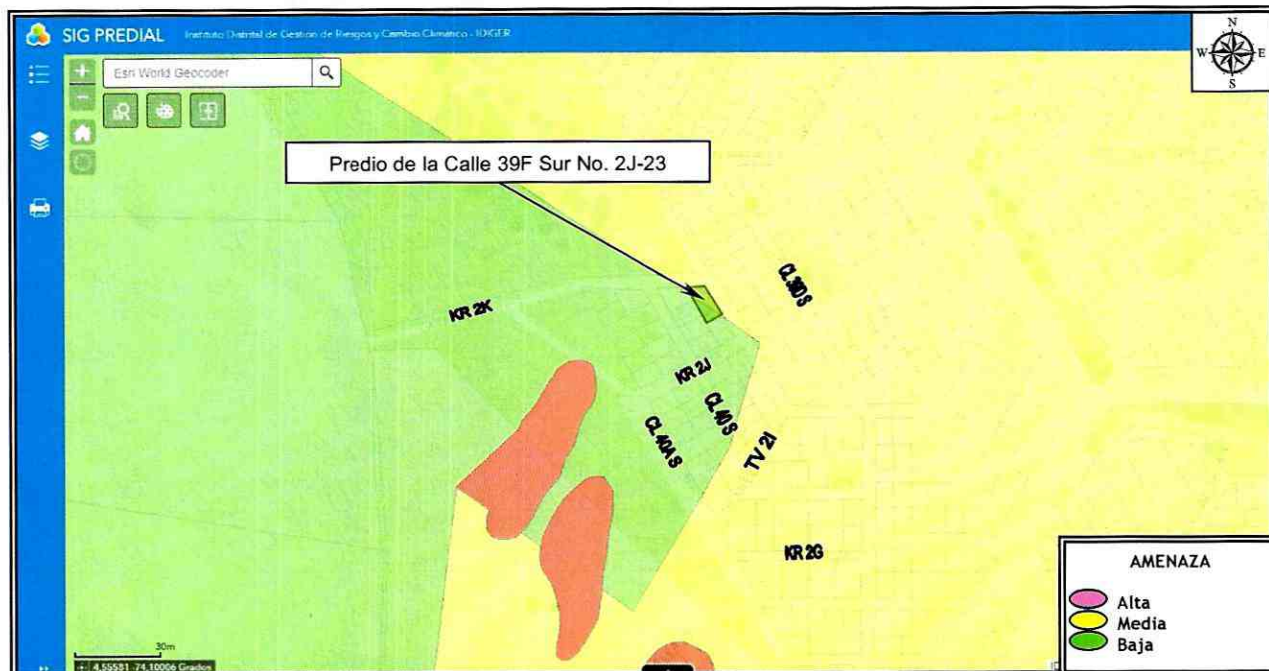 SIG PREDIAL Instituto Distrital de Gestión de Riesgos y Cambio Climático - IDIGER
N
W E
S
Esri World Geocoder
Predio de la Calle 39F Sur No. 2J-23
CL 39D S
KR 2K
KR 2J
CL 40 S
CL 40A S
TV 2I
KR 2G
AMENAZA
Alta
Media
Baja
30m
4,55581 -74,10006 Grados